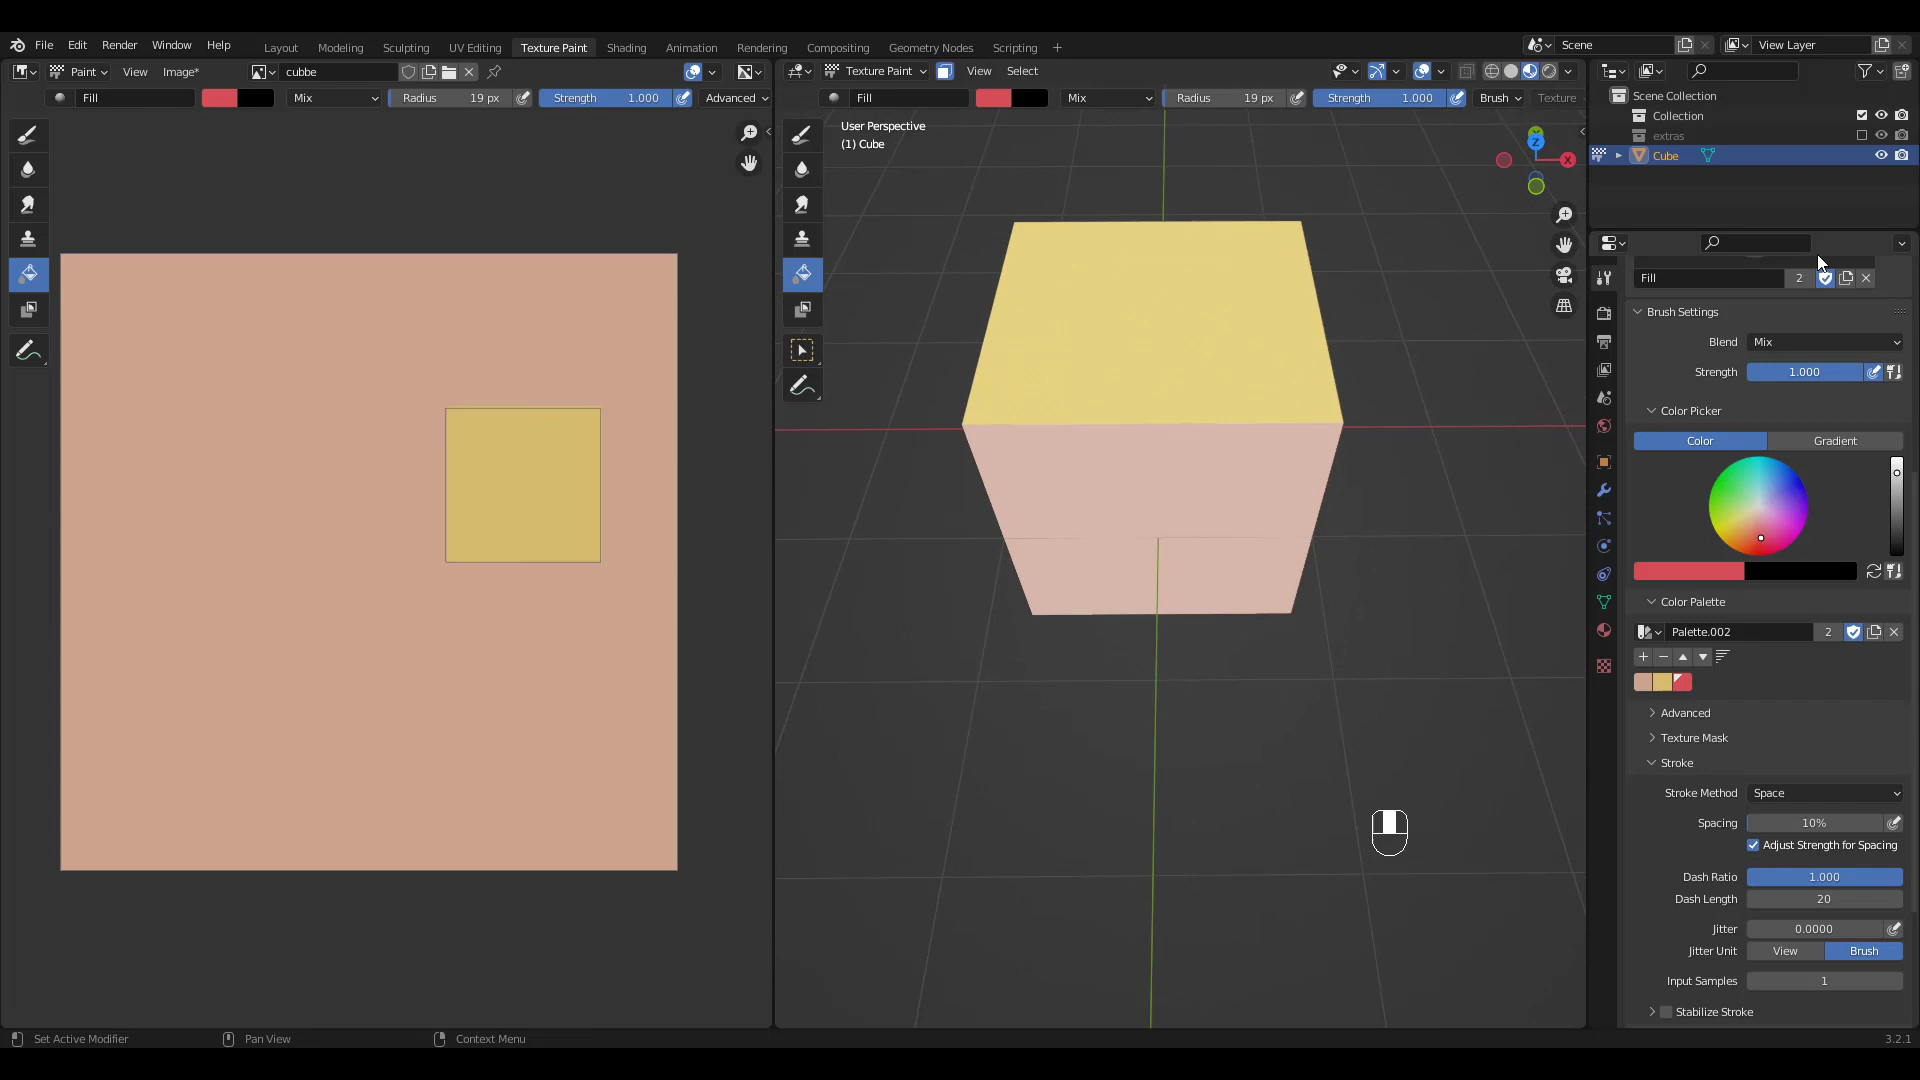 File Edit Render Window Help Layout Modeling Sculpting UV Editing Texture Paint Shading Animation Rendering Compositing Geometry Nodes Scripting + Scene View Layer
Paint View Image* cubbe Texture Paint View Select
Fill Mix Radius 19 px Strength 1.000 Advanced Fill Mix Radius 19 px Strength 1.000 Brush Texture
Scene Collection
Collection
extras
Cube
User Perspective
(1) Cube
Z
X
Fill 2
Brush Settings
Blend Mix
Strength 1.000
Color Picker
Color Gradient
Color Palette
Palette.002 2
Advanced
Texture Mask
Stroke
Stroke Method Space
Spacing 10%
Adjust Strength for Spacing
Dash Ratio 1.000
Dash Length 20
Jitter 0.0000
Jitter Unit View Brush
Input Samples 1
Stabilize Stroke
Set Active Modifier Pan View Context Menu 3.2.1